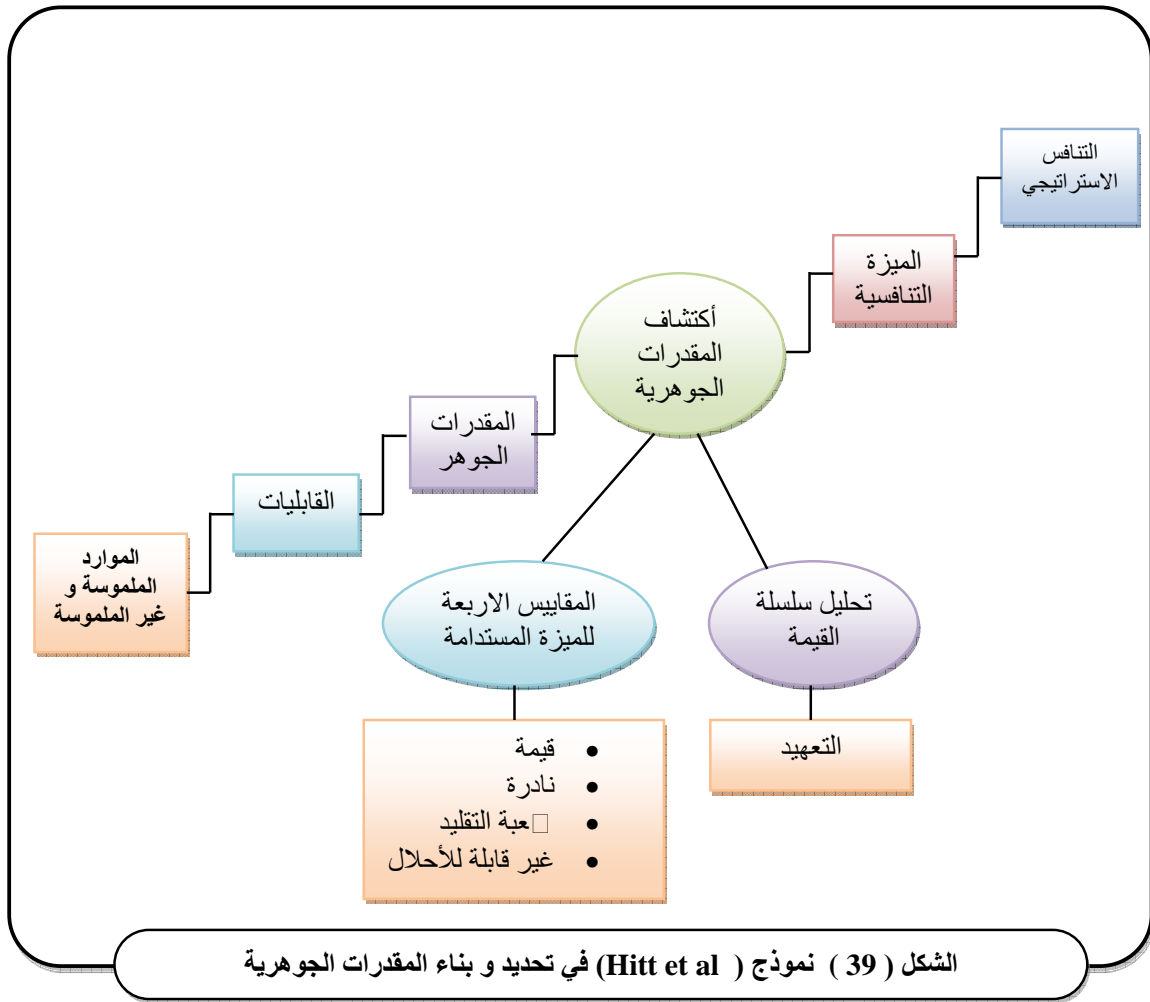 التنافس
الاستراتيجي
الميزة
التنافسية
أكتشاف
المقدرات
الجوهرية
المقدرات
الجوهر
القابليات
الموارد
الملموسة و
غير الملموسة
المقاييس الاربعة
للميزة المستدامة
تحليل سلسلة
القيمة
• قيمة
• نادرة
• □عبة التقليد
• غير قابلة للأحلال
التعهيد
الشكل ( 39 ) نموذج ( Hitt et al) في تحديد و بناء المقدرات الجوهرية